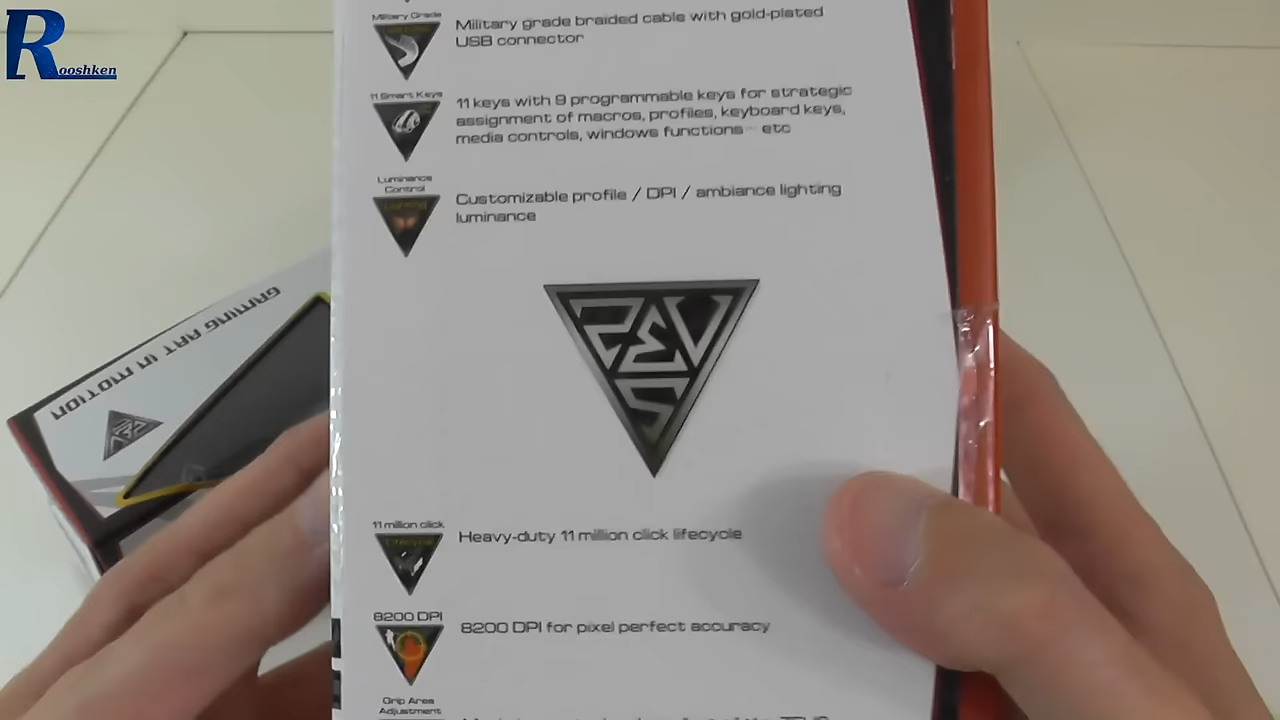 Rooshken
Military Grade
Military grade braided cable with gold-plated
USB connector
11 Smart Keys
11 keys with 9 programmable keys for strategic
assignment of macros, profiles, keyboard keys,
media controls, windows functions… etc
Luminance
Control
Lighting
Customizable profile / DPI / ambiance lighting
luminance
GAMING ART IN MOTION
11 million click
Lifecycle
Heavy-duty 11 million click lifecycle
8200 DPI
8200 DPI for pixel perfect accuracy
Grip Area
Adjustment